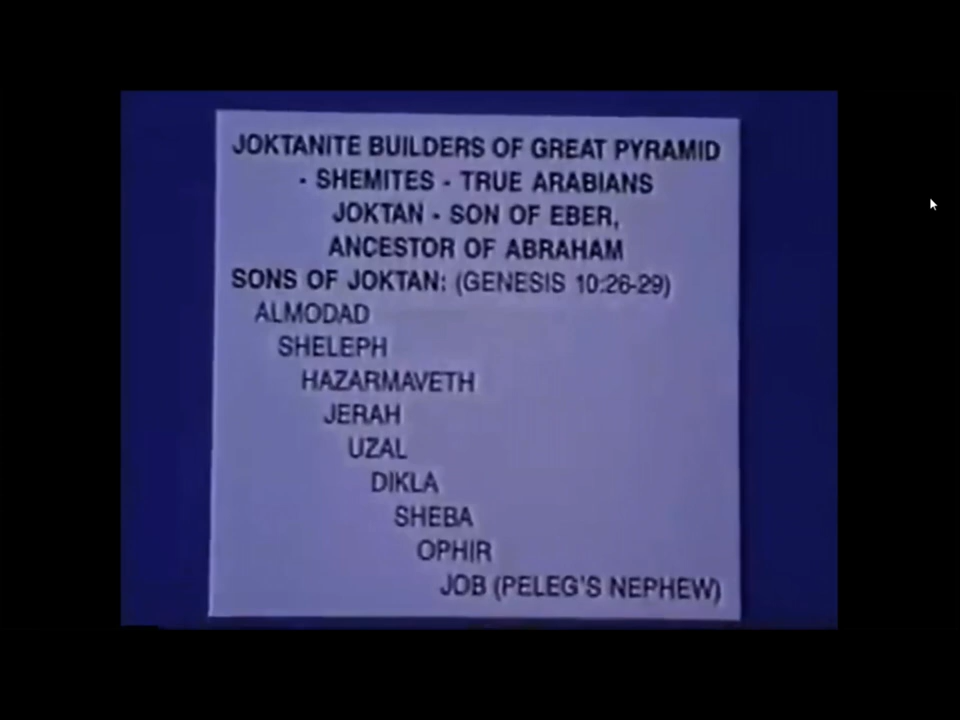 JOKTANITE BUILDERS OF GREAT PYRAMID
- SHEMITES - TRUE ARABIANS
JOKTAN - SON OF EBER,
ANCESTOR OF ABRAHAM
SONS OF JOKTAN: (GENESIS 10:26-29)
ALMODAD
SHELEPH
HAZARMAVETH
JERAH
UZAL
DIKLA
SHEBA
OPHIR
JOB (PELEG'S NEPHEW)